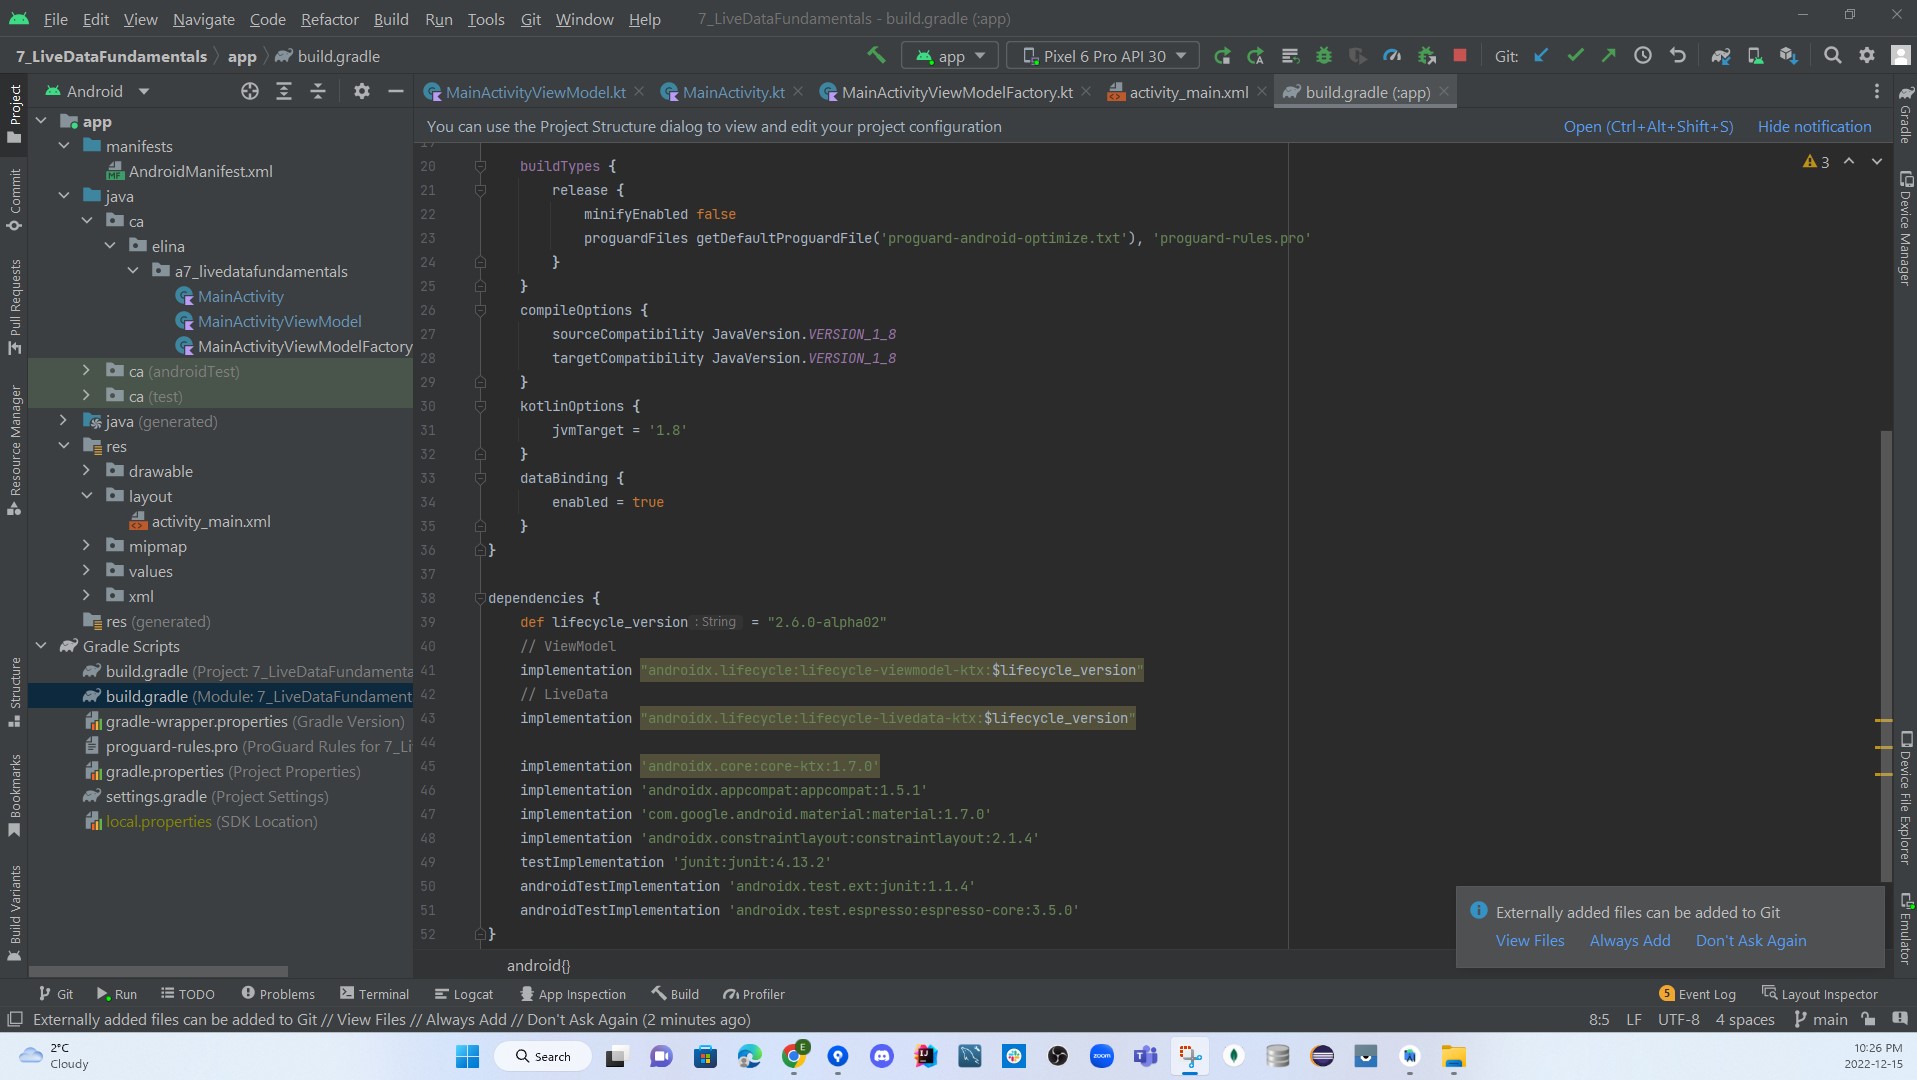 File Edit View Navigate Code Refactor Build Run Tools Git Window Help 7_LiveDataFundamentals - build.gradle (:app)
7_LiveDataFundamentals app build.gradle app Pixel 6 Pro API 30 Git:
Project
Commit
Pull Requests
Resource Manager
Structure
Bookmarks
Build Variants
Android
app
manifests
AndroidManifest.xml
java
ca
elina
a7_livedatafundamentals
MainActivity
MainActivityViewModel
MainActivityViewModelFactory
ca (androidTest)
ca (test)
java (generated)
res
drawable
layout
activity_main.xml
mipmap
values
xml
res (generated)
Gradle Scripts
build.gradle (Project: 7_LiveDataFundamenta
build.gradle (Module: 7_LiveDataFundament
gradle-wrapper.properties (Gradle Version)
proguard-rules.pro (ProGuard Rules for 7_Li
gradle.properties (Project Properties)
settings.gradle (Project Settings)
local.properties (SDK Location)
MainActivityViewModel.kt MainActivity.kt MainActivityViewModelFactory.kt activity_main.xml build.gradle (:app)
You can use the Project Structure dialog to view and edit your project configuration Open (Ctrl+Alt+Shift+S) Hide notification
3
19
20 buildTypes {
21 release {
22 minifyEnabled false
23 proguardFiles getDefaultProguardFile('proguard-android-optimize.txt'), 'proguard-rules.pro'
24 }
25 }
26 compileOptions {
27 sourceCompatibility JavaVersion.VERSION_1_8
28 targetCompatibility JavaVersion.VERSION_1_8
29 }
30 kotlinOptions {
31 jvmTarget = '1.8'
32 }
33 dataBinding {
34 enabled = true
35 }
36 }
37
38 dependencies {
39 def lifecycle_version : String = "2.6.0-alpha02"
40 // ViewModel
41 implementation "androidx.lifecycle:lifecycle-viewmodel-ktx:$lifecycle_version"
42 // LiveData
43 implementation "androidx.lifecycle:lifecycle-livedata-ktx:$lifecycle_version"
44
45 implementation 'androidx.core:core-ktx:1.7.0'
46 implementation 'androidx.appcompat:appcompat:1.5.1'
47 implementation 'com.google.android.material:material:1.7.0'
48 implementation 'androidx.constraintlayout:constraintlayout:2.1.4'
49 testImplementation 'junit:junit:4.13.2'
50 androidTestImplementation 'androidx.test.ext:junit:1.1.4'
51 androidTestImplementation 'androidx.test.espresso:espresso-core:3.5.0'
52 }
android{}
Gradle
Device Manager
Device File Explorer
Emulator
Externally added files can be added to Git
View Files Always Add Don't Ask Again
Git Run TODO Problems Terminal Logcat App Inspection Build Profiler 5 Event Log Layout Inspector
Externally added files can be added to Git // View Files // Always Add // Don't Ask Again (2 minutes ago) 8:5 LF UTF-8 4 spaces main
2°C
Cloudy
Search
E
zoom
10:26 PM
2022-12-15